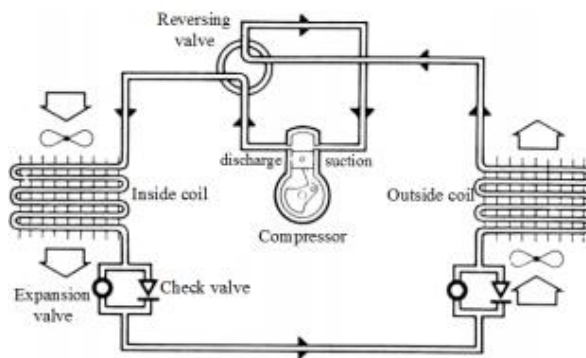 Reversing
valve
discharge
suction
Inside coil
Outside coil
Compressor
Expansion
valve
Check valve